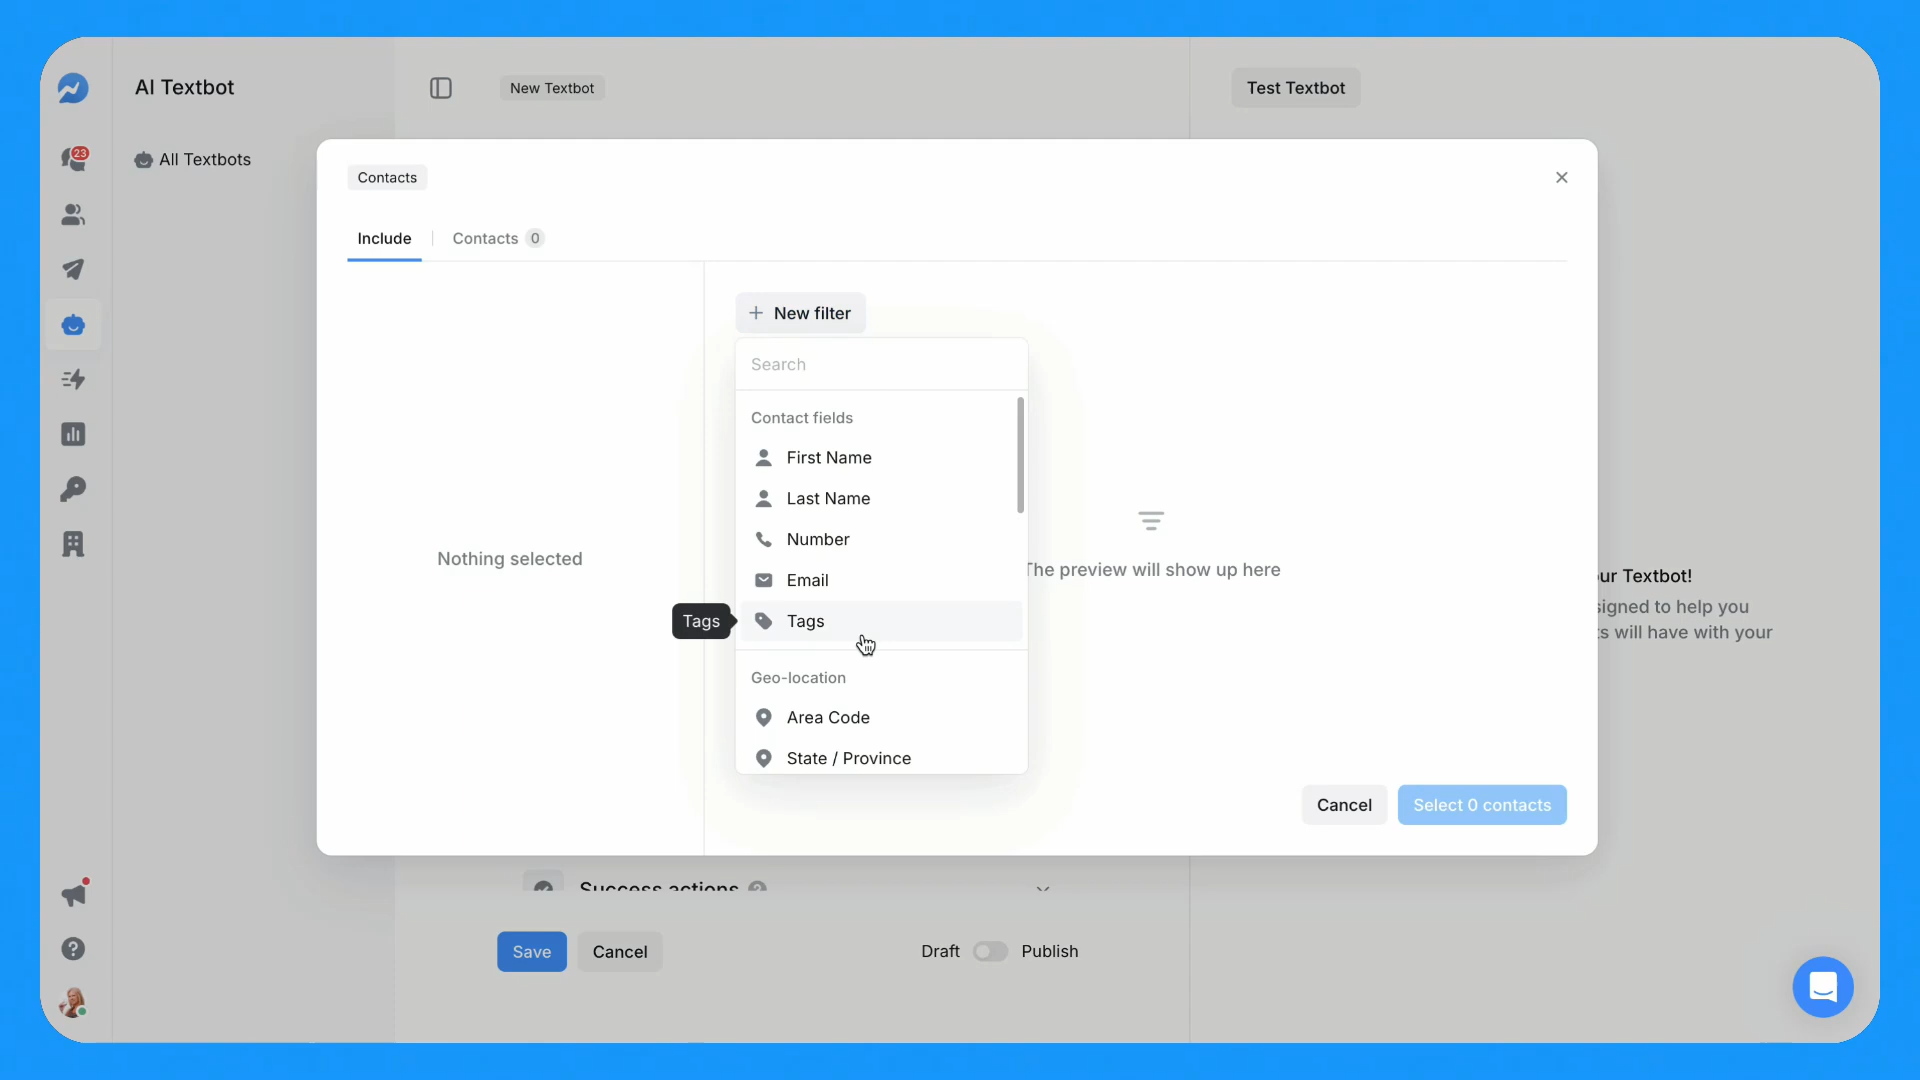 AI Textbot
New Textbot
Test Textbot
23
All Textbots
Contacts
Include
Contacts 0
New filter
Search
Contact fields
First Name
Last Name
Number
Email
Tags
Tags
Geo-location
Area Code
State / Province
Nothing selected
The preview will show up here
ur Textbot!
signed to help you
s will have with your
Cancel
Select 0 contacts
Success actions
Save
Cancel
Draft
Publish